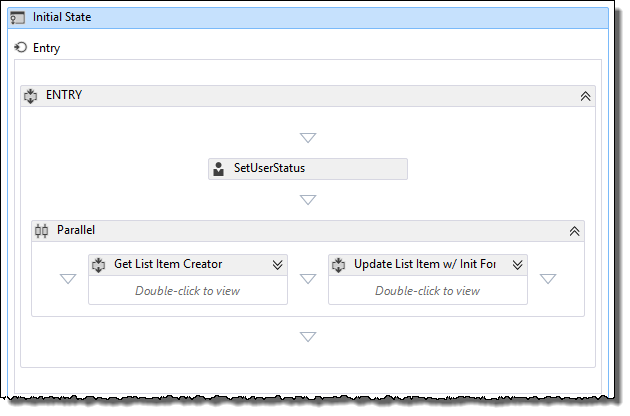 Initial State
Entry
ENTRY
SetUserStatus
Parallel
Get List Item Creator
Update List Item w/ Init For
Double-click to view
Double-click to view